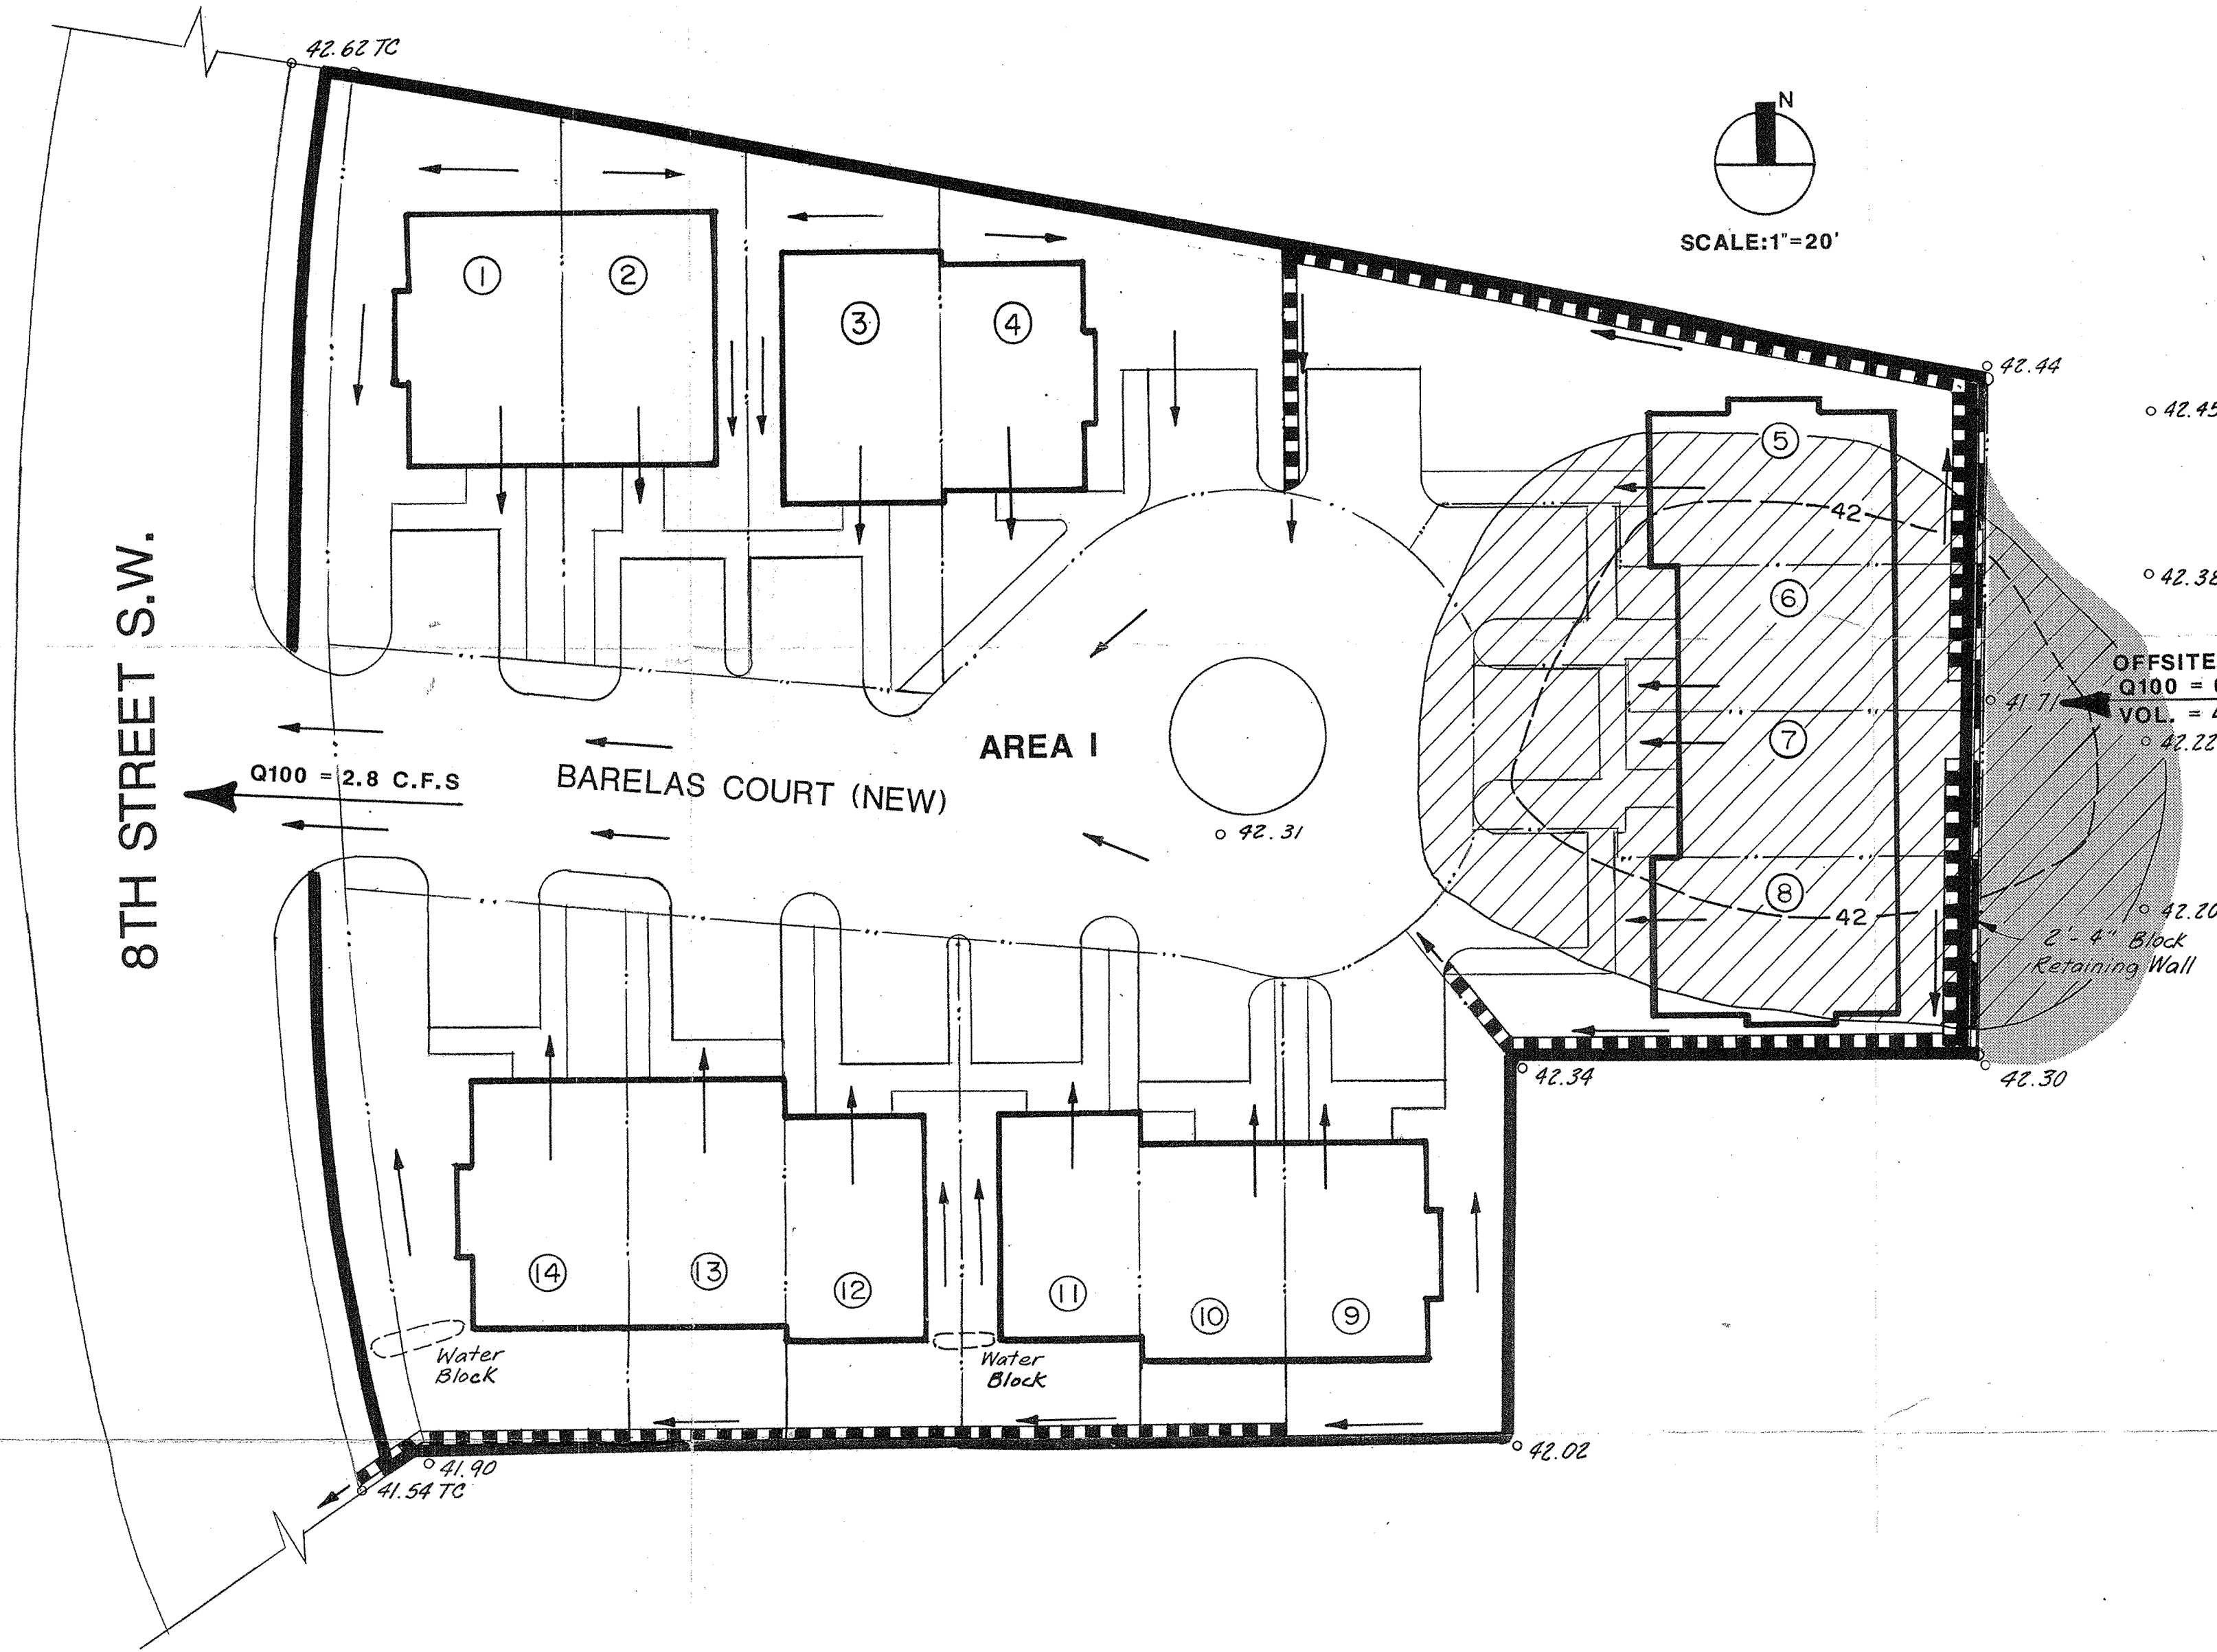 42.62 TC
N
SCALE: 1"=20'
42.44
42.45
1
2
3
4
5
42
6
42.38
8TH STREET S.W.
OFFSITE
Q100 =
41.71
VOL. =
42.22
AREA I
7
Q100 = 2.8 C.F.S
BARELAS COURT (NEW)
42.31
8
42
42.20
2'-4" Block
Retaining Wall
42.34
42.30
14
13
12
11
10
9
Water
Block
Water
Block
42.02
41.90
41.54 TC